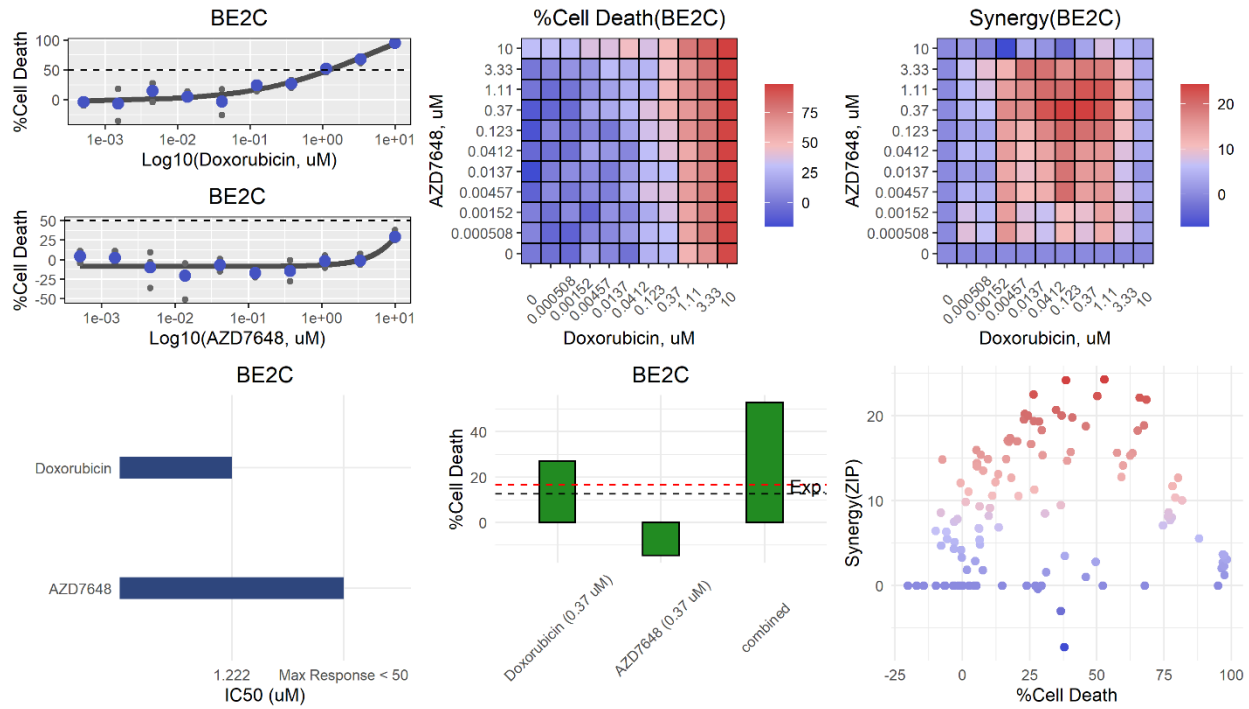 BE2C
%Cell Death
100
50
0
1e-03
1e-02
1e-01
1e+00
1e+01
Log10(Doxorubicin, uM)
BE2C
%Cell Death
50
25
0
-25
-50
1e-03
1e-02
1e-01
1e+00
1e+01
Log10(AZD7648, uM)
%Cell Death(BE2C)
AZD7648, uM
10
3.33
1.11
0.37
0.123
0.0412
0.0137
0.00457
0.00152
0.000508
0
0
0.000508
0.00152
0.00457
0.0137
0.0412
0.123
0.37
1.11
3.33
10
Doxorubicin, uM
75
50
25
0
Synergy(BE2C)
AZD7648, uM
10
3.33
1.11
0.37
0.123
0.0412
0.0137
0.00457
0.00152
0.000508
0
0
0.000508
0.00152
0.00457
0.0137
0.0412
0.123
0.37
1.11
3.33
10
Doxorubicin, uM
20
10
0
BE2C
Doxorubicin
AZD7648
1.222
Max Response < 50
IC50 (uM)
BE2C
%Cell Death
40
20
0
Exp
Doxorubicin (0.37 uM)
AZD7648 (0.37 uM)
combined
Synergy(ZIP)
20
10
0
-25
0
25
50
75
100
%Cell Death